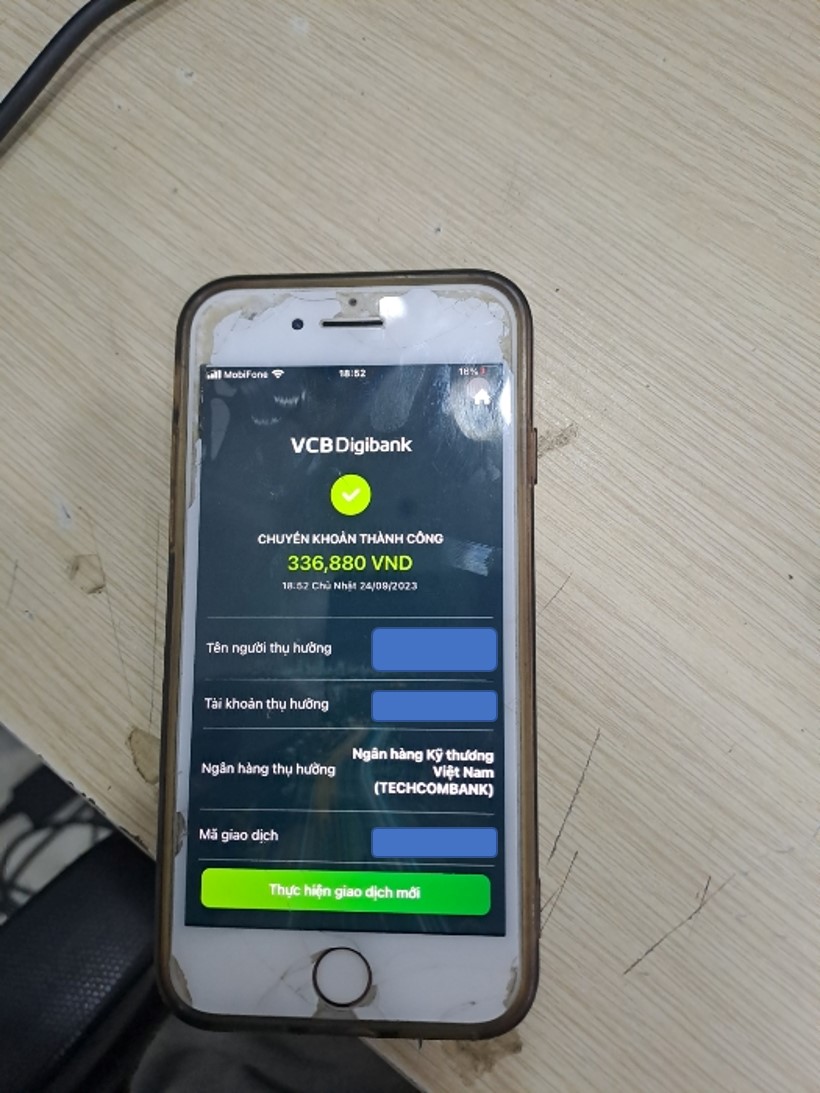 MobiFone 18:52 16%
VCB Digibank
CHUYỂN KHOẢN THÀNH CÔNG
336,880 VND
18:52 Chủ Nhật 24/09/2023
Tên người thụ hưởng
Tài khoản thụ hưởng
Ngân hàng thụ hưởng
Ngân hàng Kỹ thương
Việt Nam
(TECHCOMBANK)
Mã giao dịch
Thực hiện giao dịch mới